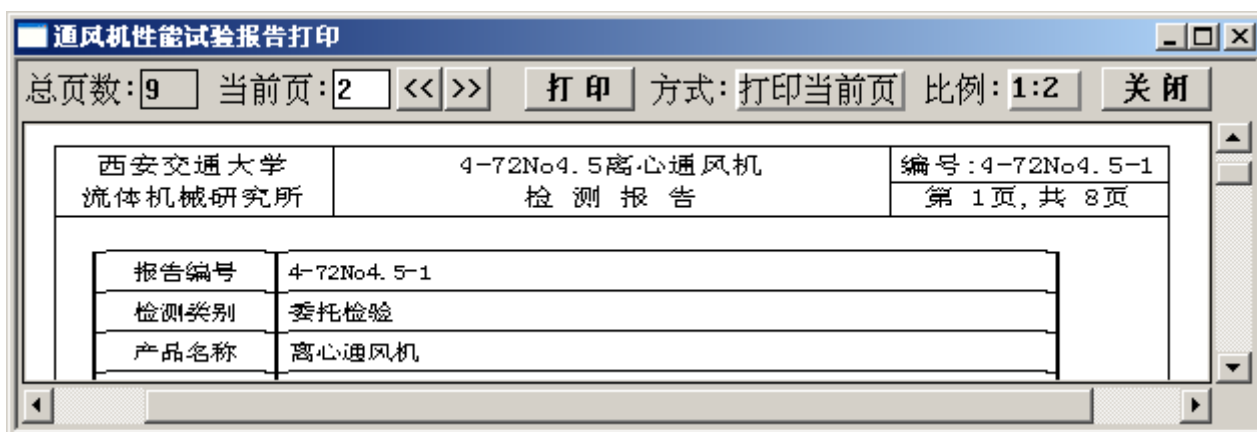 通风机性能试验报告打印
总页数:9 当前页:2 << >> 打印 方式:打印当前页 比例:1:2 关闭
西安交通大学 4-72No4.5离心通风机 编号:4-72No4.5-1
流体机械研究所 检测报告 第 1页,共 8页
报告编号 4-72No4.5-1
检测类别 委托检验
产品名称 离心通风机